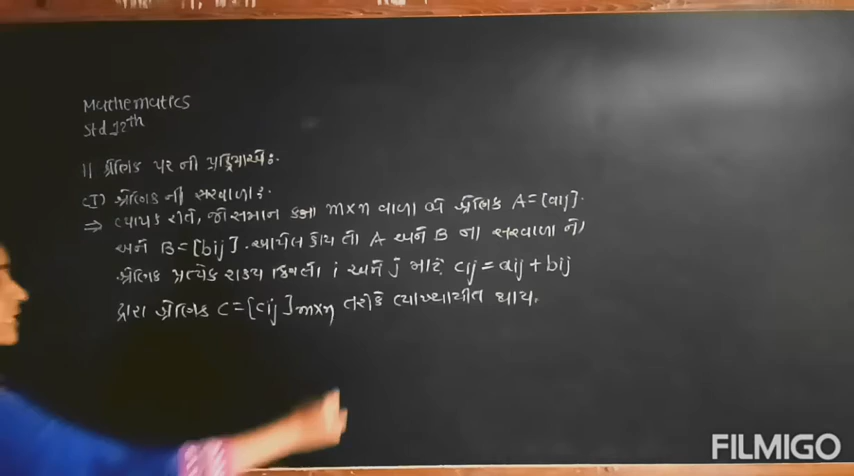 Mathematics
Std 12th
|| શ્રેણિક પર ની પ્રક્રિયાઓ:
(I) શ્રેણિક ની સરવાળા:
⇒ વ્યાપક રીતે, જો સમાન કક્ષા m×n વાળા બે શ્રેણિક A = [aij].
અને B = [bij]. આપેલ હોય તો A અને B ના સરવાળા ને,
શ્રેણિક પ્રત્યેક શક્ય કિંમતો i અને j માટે cij = aij + bij
દ્વારા શ્રેણિક C = [cij] m×n તરીકે વ્યાખ્યાયીત થાય.
FILMIGO